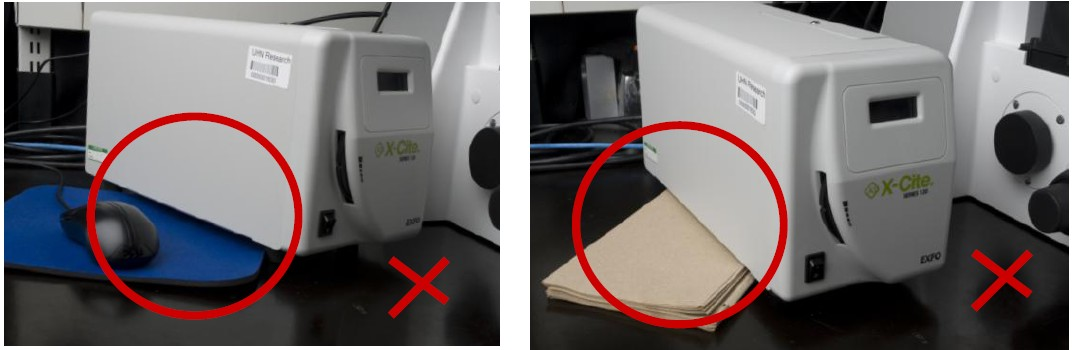 UHN Research
X-Cite
EXFO
UHN Research
X-Cite
SERIES 120
EXFO